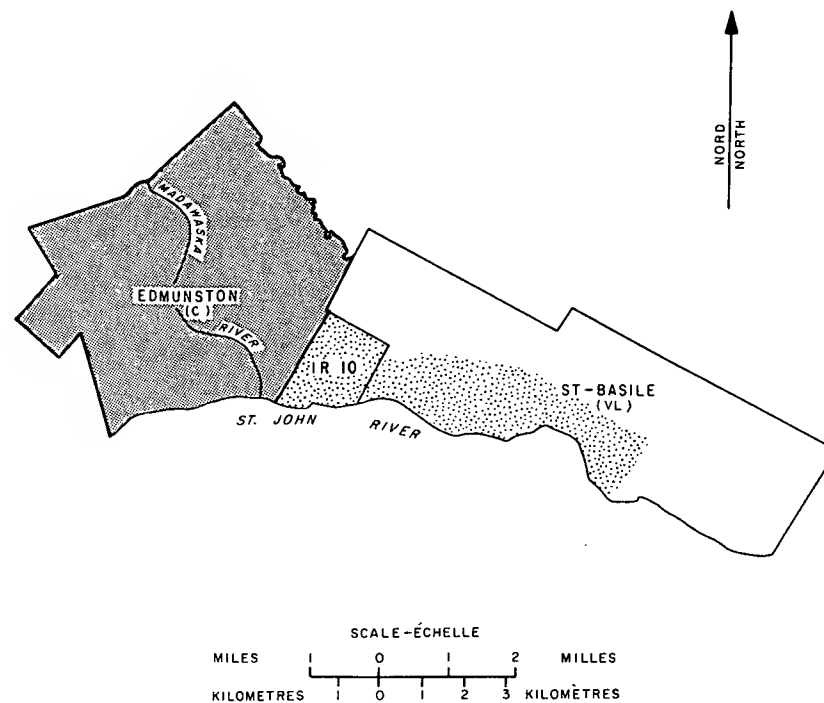 NORD
NORTH
MADAWASKA
EDMUNSTON
(C)
RIVER
IR 10
ST-BASILE
(VL)
ST. JOHN RIVER
SCALE-ÉCHELLE
MILES 1 0 1 2 MILLES
KILOMETRES 1 0 1 2 3 KILOMÈTRES